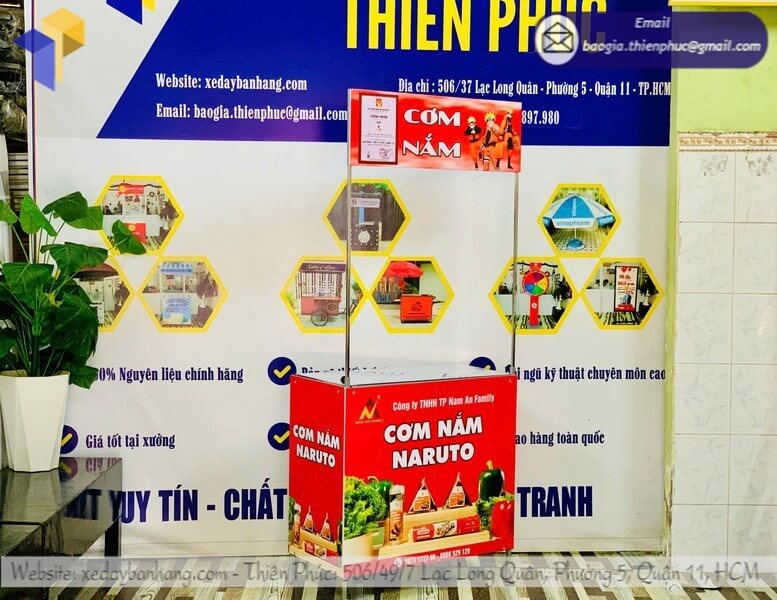 THIÊN PHÚC
Email
baogia.thienphuc@gmail.com
Website: xedaybanhang.com
Địa chỉ : 506/37 Lạc Long Quân - Phường 5 - Quận 11 - TP.HCM
Email: baogia.thienphuc@gmail.com
897.980
CƠM
NẮM
vinaphone
0% Nguyên liệu chính hãng
i ngũ kỹ thuật chuyên môn cao
Giá tốt tại xưởng
ao hàng toàn quốc
UY TÍN - CHẤT
TRANH
Công ty TNHH TP Nam An Family
CƠM NẮM
NARUTO
CƠM NẮM
NARUTO
Website: xedaybanhang.com - Thiên Phúc: 506/49/7 Lạc Long Quân, Phường 5, Quận 11, HCM